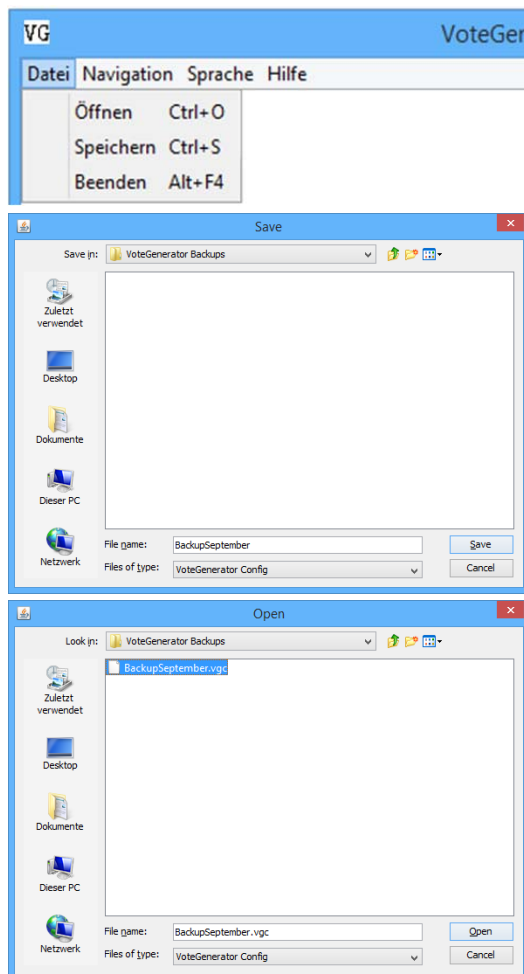 VG VoteGer
Datei Navigation Sprache Hilfe
Öffnen Ctrl+O
Speichern Ctrl+S
Beenden Alt+F4
Save
Save in: VoteGenerator Backups
Zuletzt
verwendet
Desktop
Dokumente
Dieser PC
Netzwerk
File name: BackupSeptember Save
Files of type: VoteGenerator Config Cancel
Open
Look in: VoteGenerator Backups
BackupSeptember.vgc
Zuletzt
verwendet
Desktop
Dokumente
Dieser PC
Netzwerk
File name: BackupSeptember.vgc Open
Files of type: VoteGenerator Config Cancel